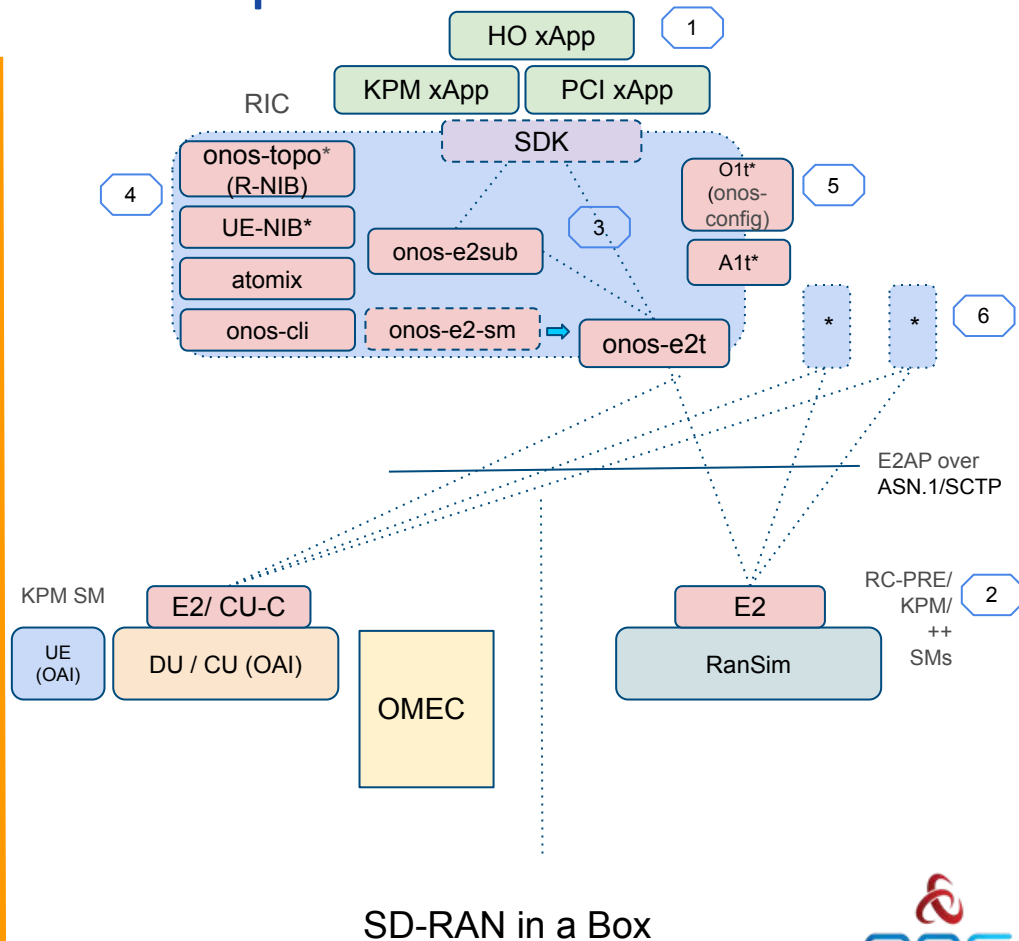 HO xApp
1
KPM xApp
PCI xApp
RIC
SDK
onos-topo*
(R-NIB)
4
UE-NIB*
onos-e2sub
3.
O1t*
(onos-
config)
5
A1t*
atomix
onos-cli
onos-e2-sm
onos-e2t
*
*
6
E2AP over
ASN.1/SCTP
KPM SM
E2/ CU-C
E2
RC-PRE/
KPM/
++
SMs
2
UE
(OAI)
DU / CU (OAI)
RanSim
OMEC
SD-RAN in a Box